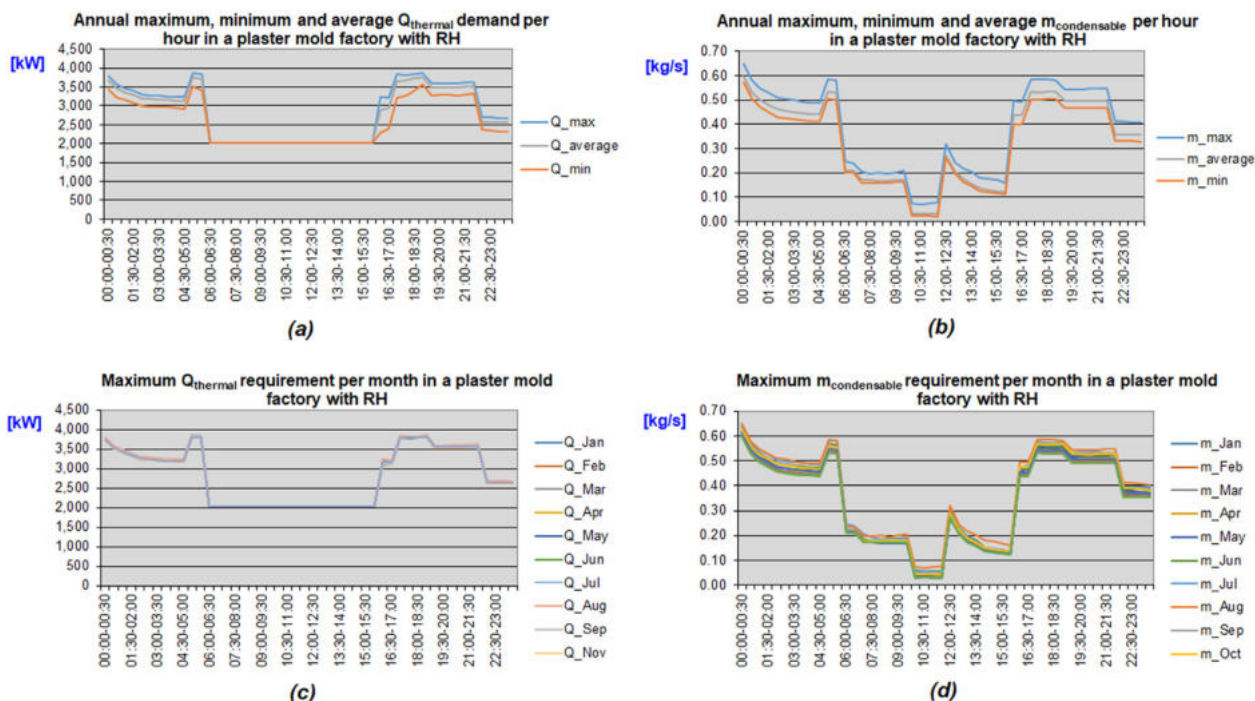 Annual maximum, minimum and average Qthermal demand per
hour in a plaster mold factory with RH
[kW]
4,500
4,000
3,500
3,000
2,500
2,000
1,500
1,000
500
0
Q_max
Q_average
Q_min
00:00-00:30
01:30-02:00
03:00-03:30
04:30-05:00
06:00-06:30
07:30-08:00
09:00-09:30
10:30-11:00
12:00-12:30
13:30-14:00
15:00-15:30
16:30-17:00
18:00-18:30
19:30-20:00
21:00-21:30
22:30-23:00
(a)
Annual maximum, minimum and average mcondensable per hour
in a plaster mold factory with RH
[kg/s]
0.70
0.60
0.50
0.40
0.30
0.20
0.10
0.00
m_max
m_average
m_min
00:00-00:30
01:30-02:00
03:00-03:30
04:30-05:00
06:00-06:30
07:30-08:00
09:00-09:30
10:30-11:00
12:00-12:30
13:30-14:00
15:00-15:30
16:30-17:00
18:00-18:30
19:30-20:00
21:00-21:30
22:30-23:00
(b)
Maximum Qthermal requirement per month in a plaster mold
factory with RH
[kW]
4,500
4,000
3,500
3,000
2,500
2,000
1,500
1,000
500
0
Q_Jan
Q_Feb
Q_Mar
Q_Apr
Q_May
Q_Jun
Q_Jul
Q_Aug
Q_Sep
Q_Nov
00:00-00:30
01:30-02:00
03:00-03:30
04:30-05:00
06:00-06:30
07:30-08:00
09:00-09:30
10:30-11:00
12:00-12:30
13:30-14:00
15:00-15:30
16:30-17:00
18:00-18:30
19:30-20:00
21:00-21:30
22:30-23:00
(c)
Maximum mcondensable requirement per month in a plaster mold
factory with RH
[kg/s]
0.70
0.60
0.50
0.40
0.30
0.20
0.10
0.00
m_Jan
m_Feb
m_Mar
m_Apr
m_May
m_Jun
m_Jul
m_Aug
m_Sep
m_Oct
00:00-00:30
01:30-02:00
03:00-03:30
04:30-05:00
06:00-06:30
07:30-08:00
09:00-09:30
10:30-11:00
12:00-12:30
13:30-14:00
15:00-15:30
16:30-17:00
18:00-18:30
19:30-20:00
21:00-21:30
22:30-23:00
(d)